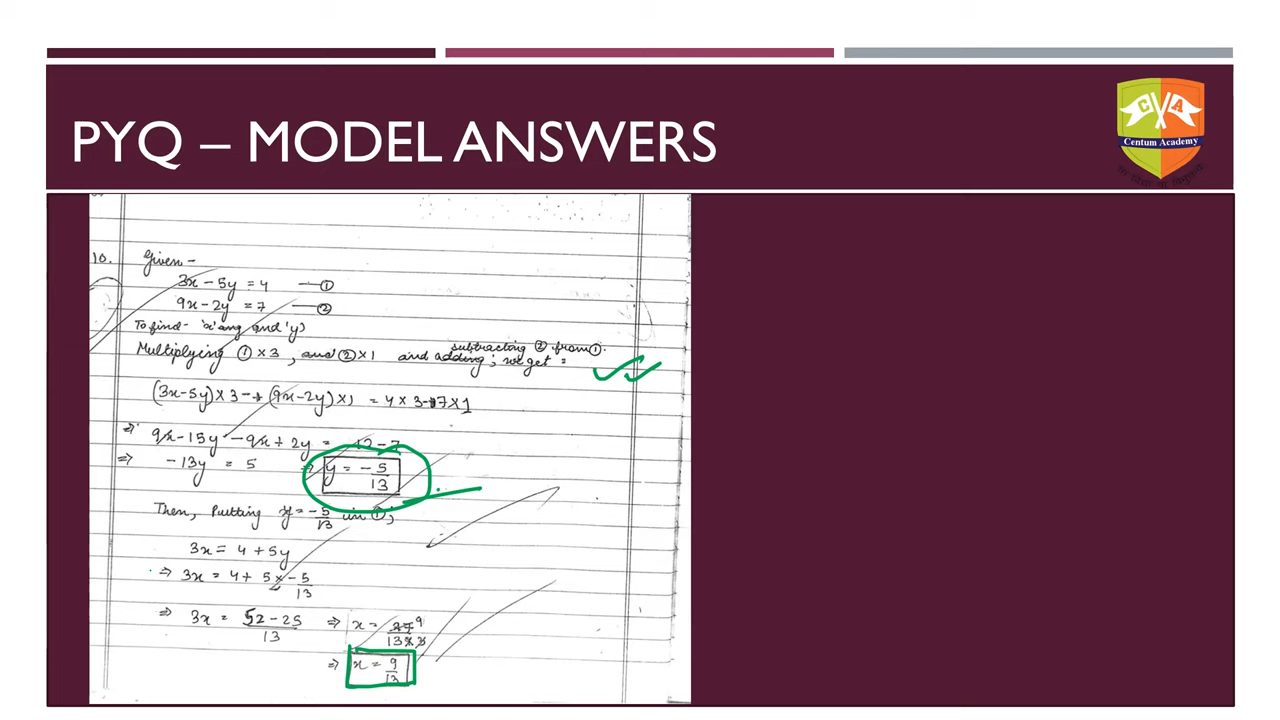 PYQ – MODEL ANSWERS
C A
Centum Academy
10. Given -
3x - 5y = 4 —①
9x - 2y = 7 —②
To find - 'x' ang and 'y)
subtracting ② from ①.
Multiplying ① × 3, and ② × 1 and adding; we get =
(3x-5y) × 3 - (9x-2y) × 1 = 4 × 3 - 7 × 1
⇒ 9x - 15y - 9x + 2y = 12 - 7
⇒ -13y = 5 ⇒ y = -5/13
Then, Putting y = -5/13 in ①;
3x = 4 + 5y
⇒ 3x = 4 + 5 × -5/13
⇒ 3x = 52 - 25/13 ⇒ x = 27 9/13 × 3
⇒ x = 9/13